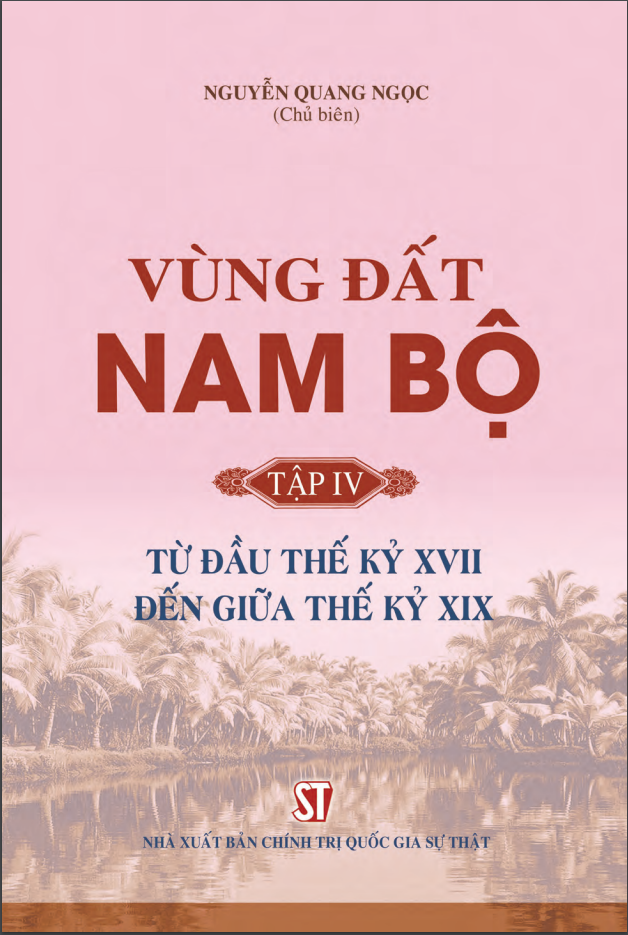 NGUYỄN QUANG NGỌC
(Chủ biên)
VÙNG ĐẤT
NAM BỘ
TẬP IV
TỪ ĐẦU THẾ KỶ XVII
ĐẾN GIỮA THẾ KỶ XIX
ST
NHÀ XUẤT BẢN CHÍNH TRỊ QUỐC GIA SỰ THẬT